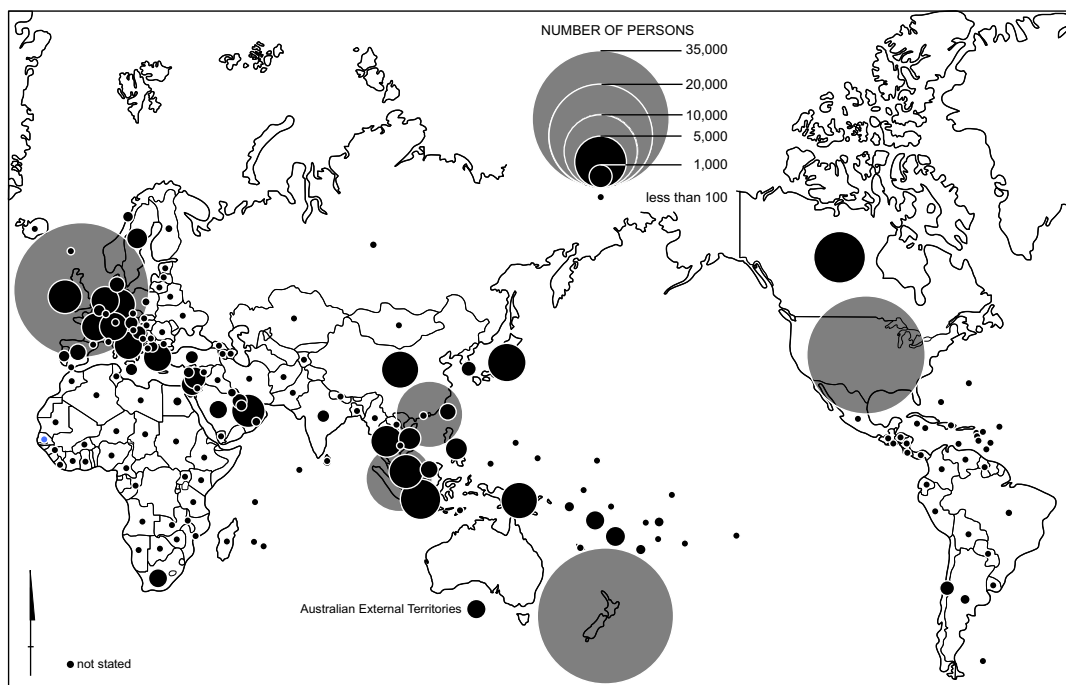 NUMBER OF PERSONS
35,000
20,000
10,000
5,000
1,000
less than 100
Australian External Territories
not stated